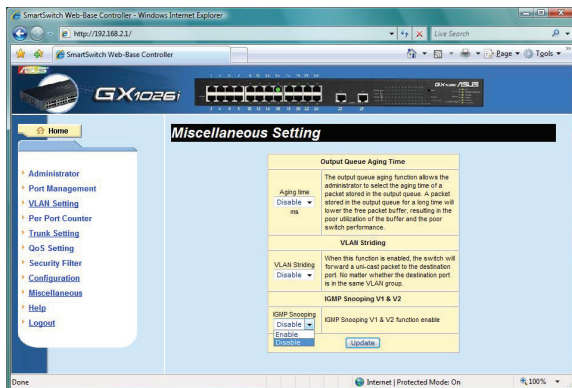 SmartSwitch Web-Base Controller - Windows Internet Explorer
http://192.168.2.1/
Live Search
SmartSwitch Web-Base Controller
Page
Tools
ASUS
GX1026i
GX1026i ASUS
Home
Administrator
Port Management
VLAN Setting
Per Port Counter
Trunk Setting
QoS Setting
Security Filter
Configuration
Miscellaneous
Help
Logout
Miscellaneous Setting
Output Queue Aging Time
Aging time
Disable
ms
The output queue aging function allows the
administrator to select the aging time of a
packet stored in the output queue. A packet
stored in the output queue for a long time will
lower the free packet buffer, resulting in the
poor utilization of the buffer and the poor
switch performance.
VLAN Striding
VLAN Striding
Disable
When this function is enabled, the switch will
forward a uni-cast packet to the destination
port. No matter whether the destination port
is in the same VLAN group.
IGMP Snooping V1 & V2
IGMP Snooping
Disable
Enable
Disable
IGMP Snooping V1 & V2 function enable
Update
Done
Internet | Protected Mode: On
100%